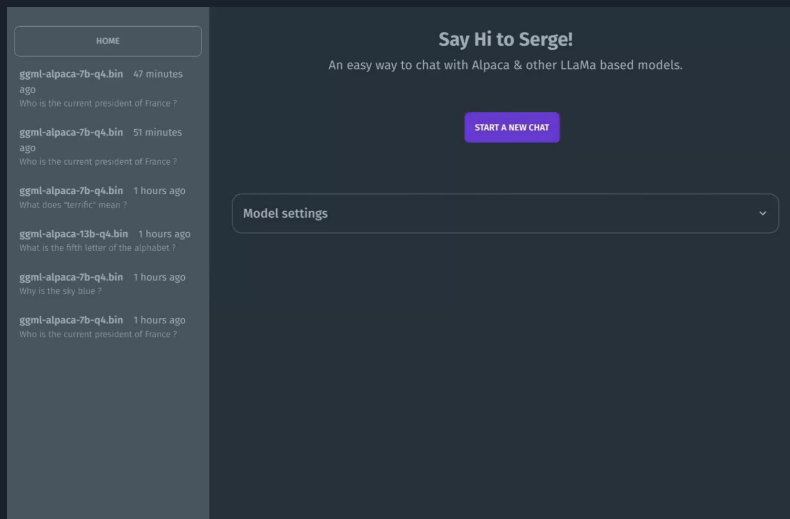 HOME
ggml-alpaca-7b-q4.bin 47 minutes
ago
Who is the current president of France ?
ggml-alpaca-7b-q4.bin 51 minutes
ago
Who is the current president of France ?
ggml-alpaca-7b-q4.bin 1 hours ago
What does "terrific" mean ?
ggml-alpaca-13b-q4.bin 1 hours ago
What is the fifth letter of the alphabet ?
ggml-alpaca-7b-q4.bin 1 hours ago
Why is the sky blue ?
ggml-alpaca-7b-q4.bin 1 hours ago
Who is the current president of France ?
Say Hi to Serge!
An easy way to chat with Alpaca & other LLaMa based models.
START A NEW CHAT
Model settings